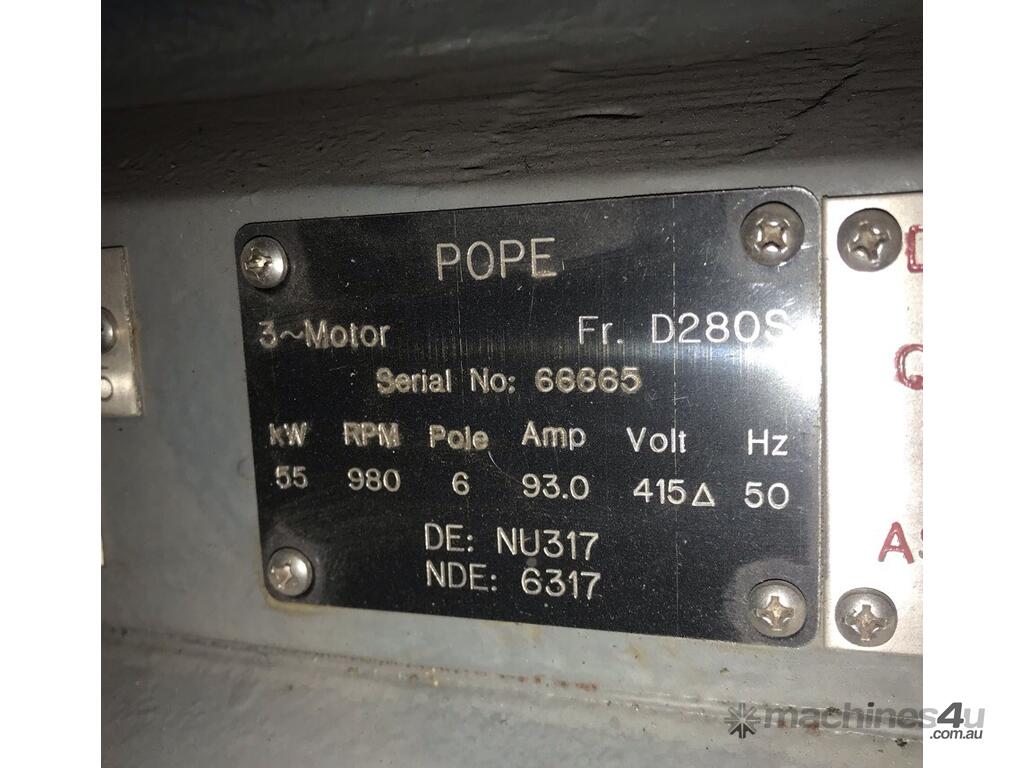 POPE
3~Motor Fr. D280S
Serial No: 66665
kW RPM Pole Amp Volt Hz
55 980 6 93.0 415Δ 50
DE: NU317
NDE: 6317
machines4u
.com.au